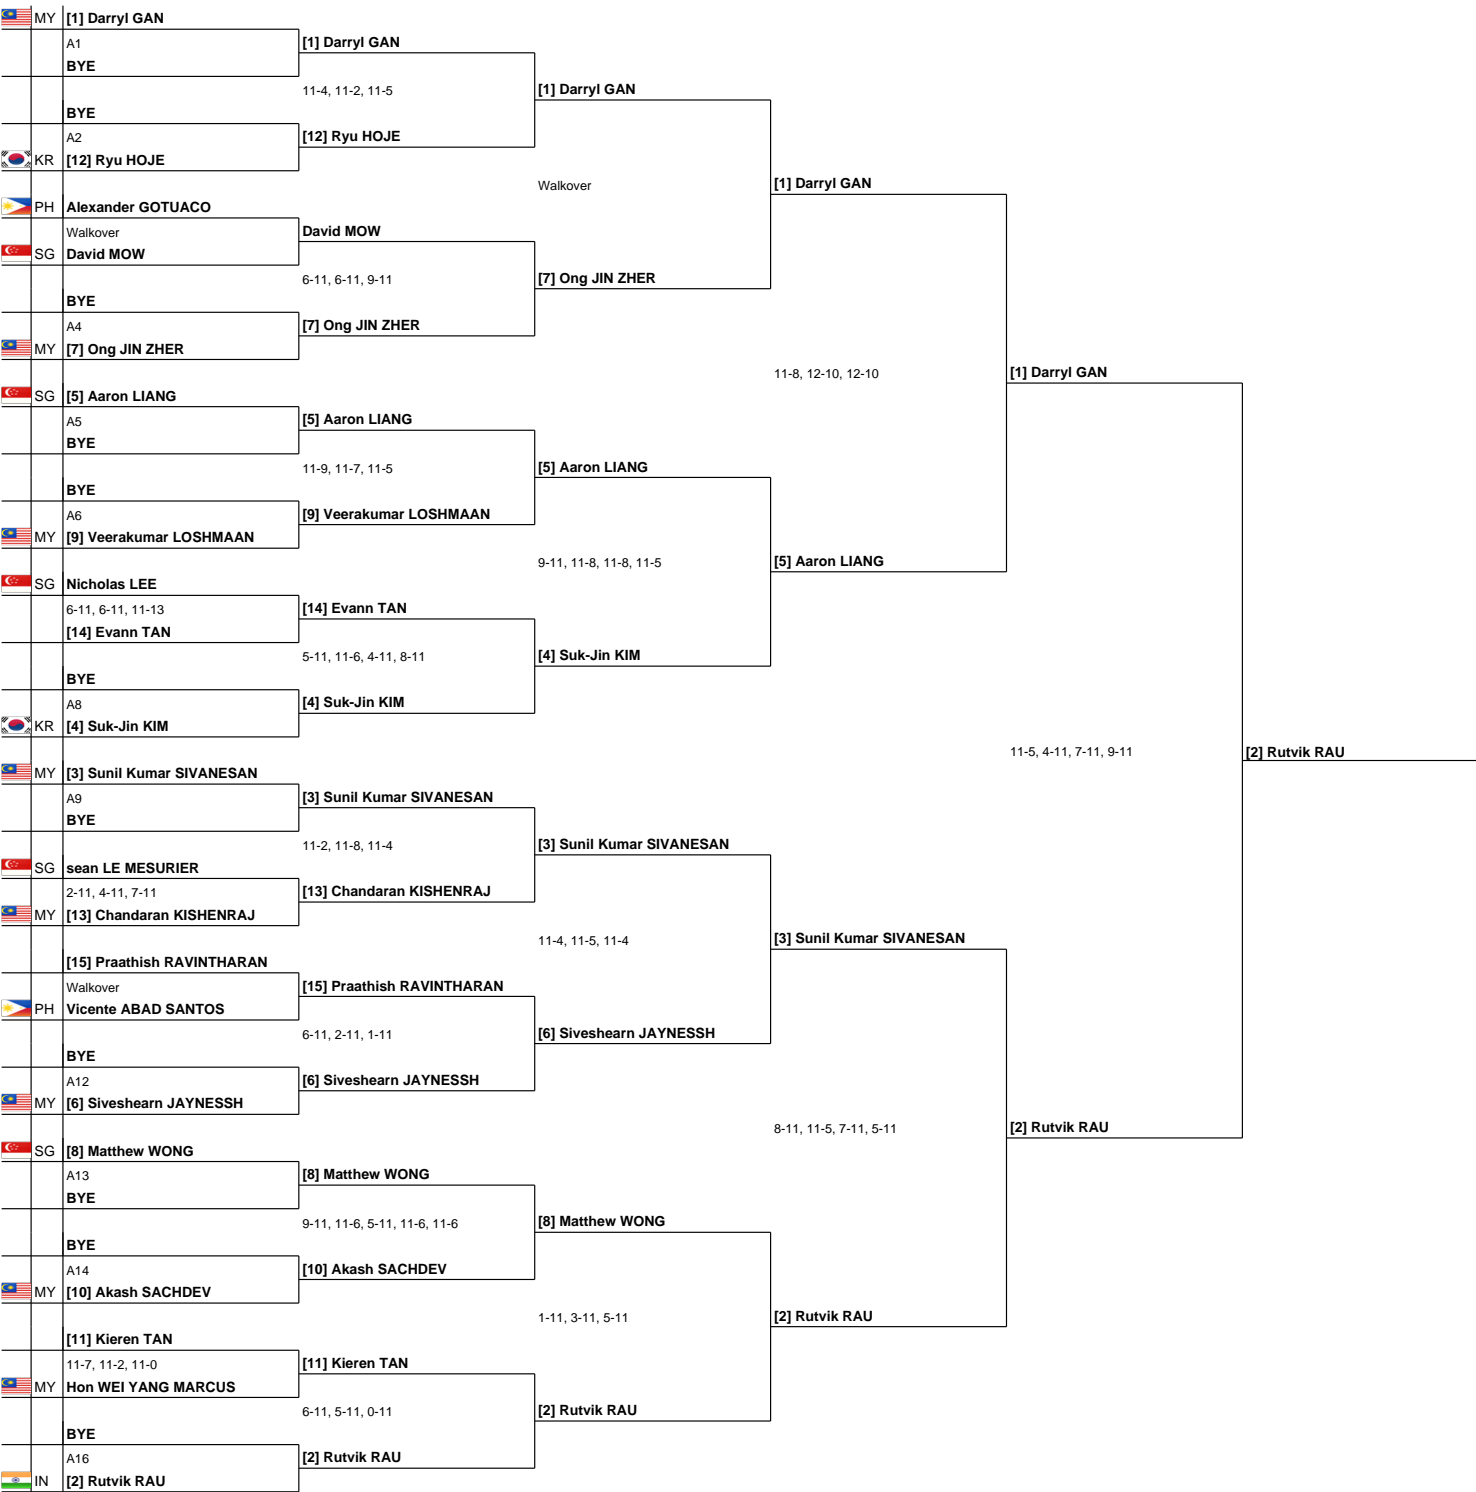 MY [1] Darryl GAN
A1 [1] Darryl GAN
BYE
11-4, 11-2, 11-5 [1] Darryl GAN
BYE
A2 [12] Ryu HOJE
KR [12] Ryu HOJE
Walkover [1] Darryl GAN
PH Alexander GOTUACO
Walkover David MOW
SG David MOW
6-11, 6-11, 9-11 [7] Ong JIN ZHER
BYE
A4 [7] Ong JIN ZHER
MY [7] Ong JIN ZHER
11-8, 12-10, 12-10 [1] Darryl GAN
SG [5] Aaron LIANG
A5 [5] Aaron LIANG
BYE
11-9, 11-7, 11-5 [5] Aaron LIANG
BYE
A6 [9] Veerakumar LOSHMAAN
MY [9] Veerakumar LOSHMAAN
9-11, 11-8, 11-8, 11-5 [5] Aaron LIANG
SG Nicholas LEE
6-11, 6-11, 11-13 [14] Evann TAN
[14] Evann TAN
5-11, 11-6, 4-11, 8-11 [4] Suk-Jin KIM
BYE
A8 [4] Suk-Jin KIM
KR [4] Suk-Jin KIM
11-5, 4-11, 7-11, 9-11 [2] Rutvik RAU
MY [3] Sunil Kumar SIVANESAN
A9 [3] Sunil Kumar SIVANESAN
BYE
11-2, 11-8, 11-4 [3] Sunil Kumar SIVANESAN
SG sean LE MESURIER
2-11, 4-11, 7-11 [13] Chandaran KISHENRAJ
MY [13] Chandaran KISHENRAJ
11-4, 11-5, 11-4 [3] Sunil Kumar SIVANESAN
[15] Praathish RAVINTHARAN
Walkover [15] Praathish RAVINTHARAN
PH Vicente ABAD SANTOS
6-11, 2-11, 1-11 [6] Siveshearn JAYNESSH
BYE
A12 [6] Siveshearn JAYNESSH
MY [6] Siveshearn JAYNESSH
8-11, 11-5, 7-11, 5-11 [2] Rutvik RAU
SG [8] Matthew WONG
A13 [8] Matthew WONG
BYE
9-11, 11-6, 5-11, 11-6, 11-6 [8] Matthew WONG
BYE
A14 [10] Akash SACHDEV
MY [10] Akash SACHDEV
1-11, 3-11, 5-11 [2] Rutvik RAU
[11] Kieren TAN
11-7, 11-2, 11-0 [11] Kieren TAN
MY Hon WEI YANG MARCUS
6-11, 5-11, 0-11 [2] Rutvik RAU
BYE
A16 [2] Rutvik RAU
IN [2] Rutvik RAU